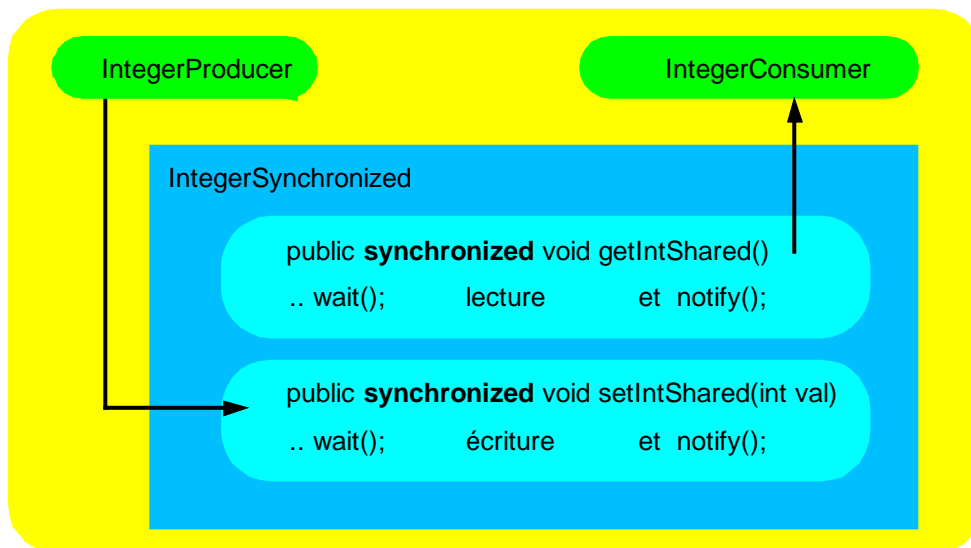 IntegerProducer
IntegerConsumer
IntegerSynchronized
public synchronized void getIntShared()
.. wait(); lecture et notify();
public synchronized void setIntShared(int val)
.. wait(); écriture et notify();